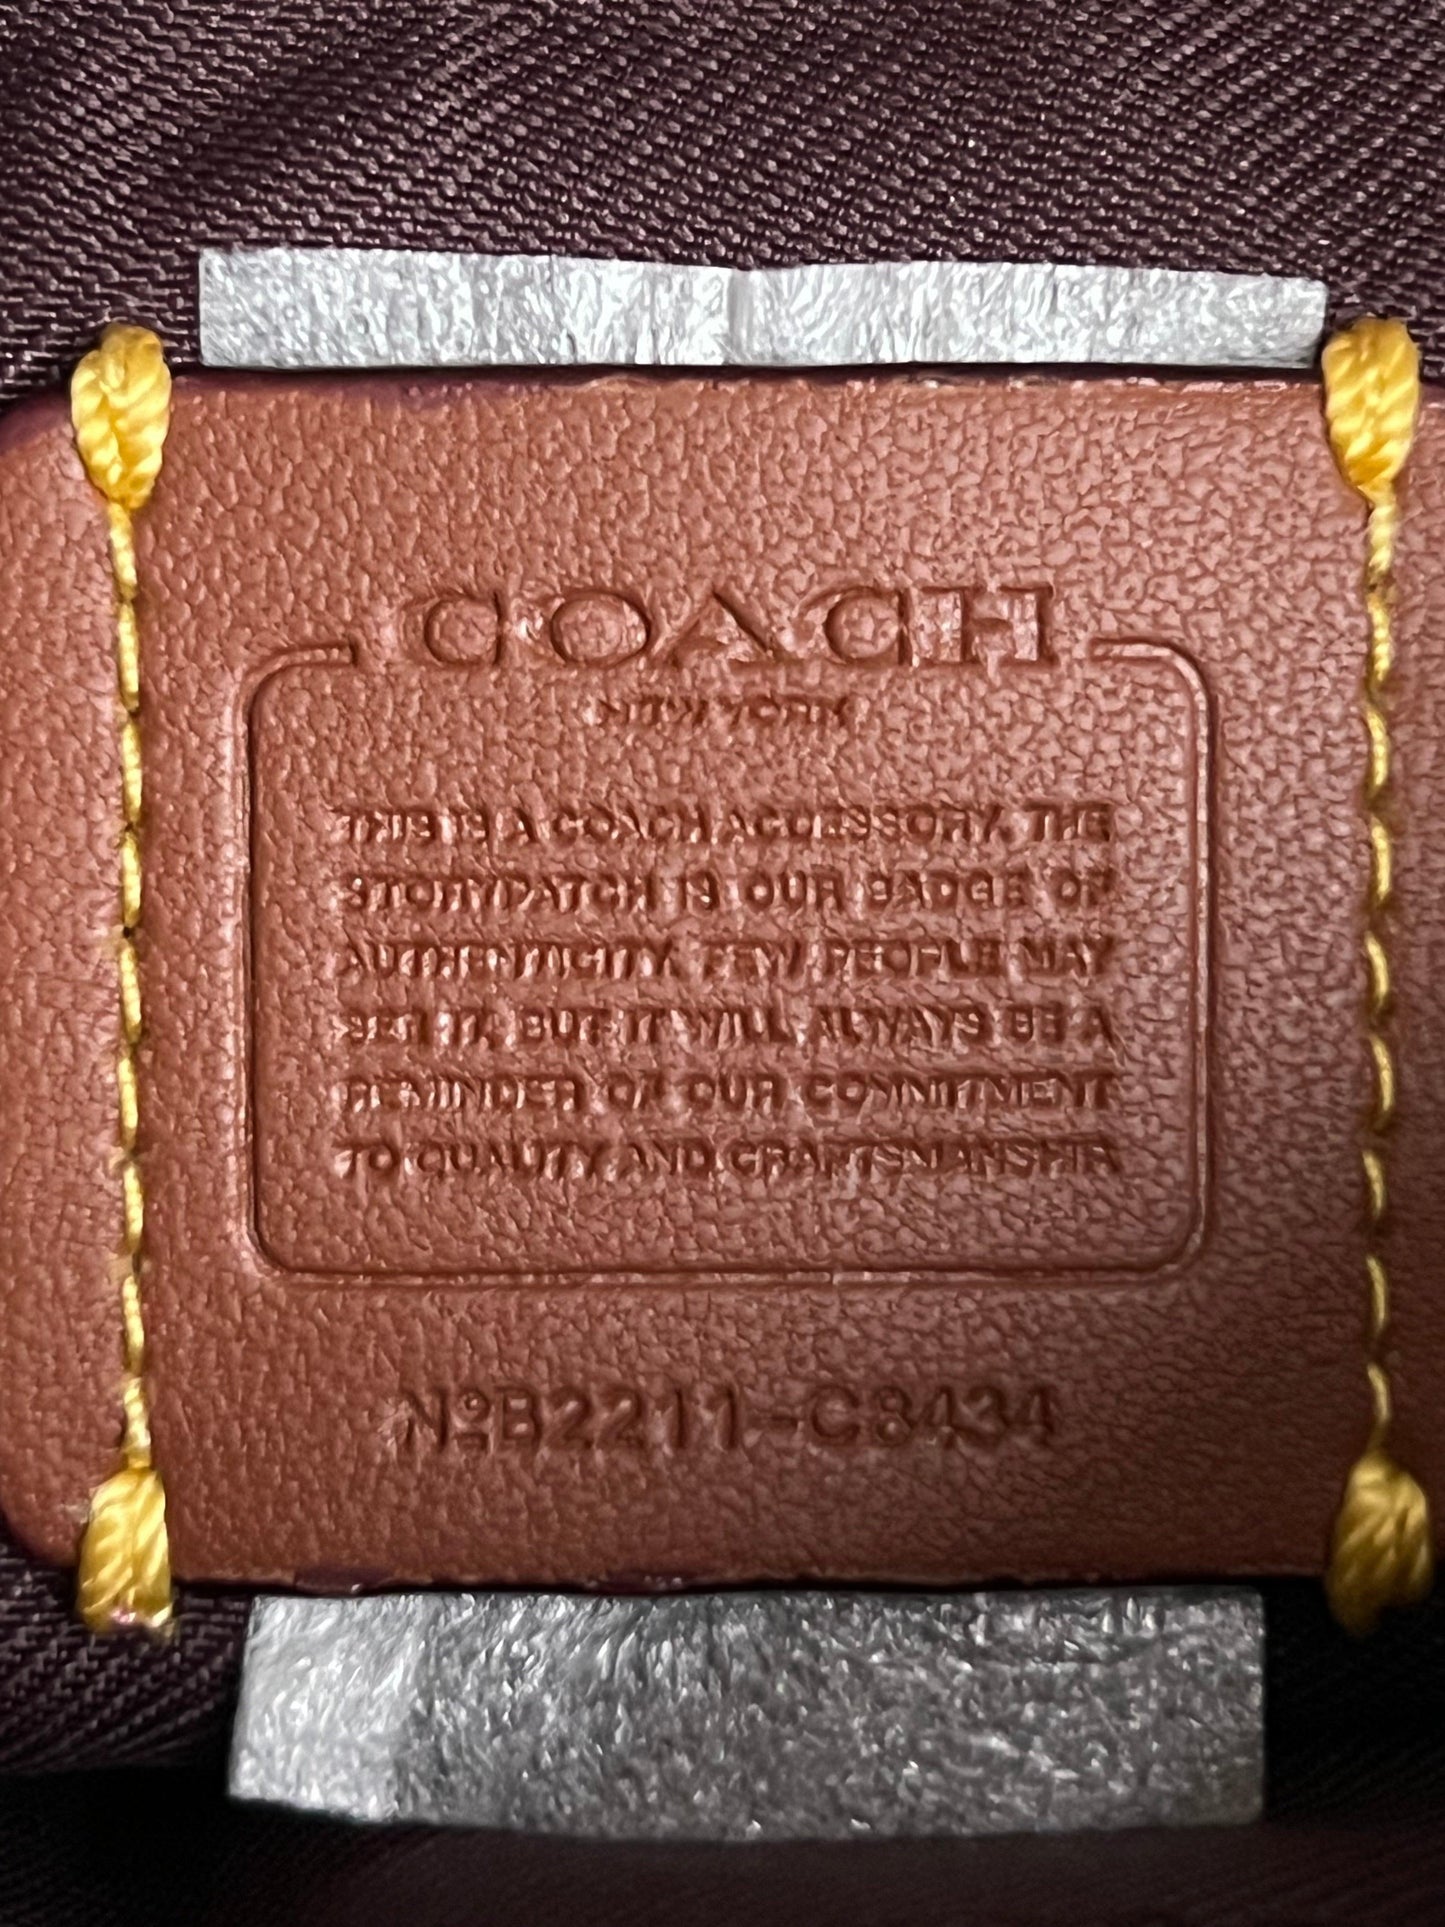 COACH
NEW YORK
THIS IS A COACH ACCESSORY. THE
STORYPATCH IS OUR BADGE OF
AUTHENTICITY. FEW PEOPLE MAY
SEE IT, BUT IT WILL ALWAYS BE A
REMINDER OF OUR COMMITMENT
TO QUALITY AND CRAFTSMANSHIP.
NºB2211-C8434